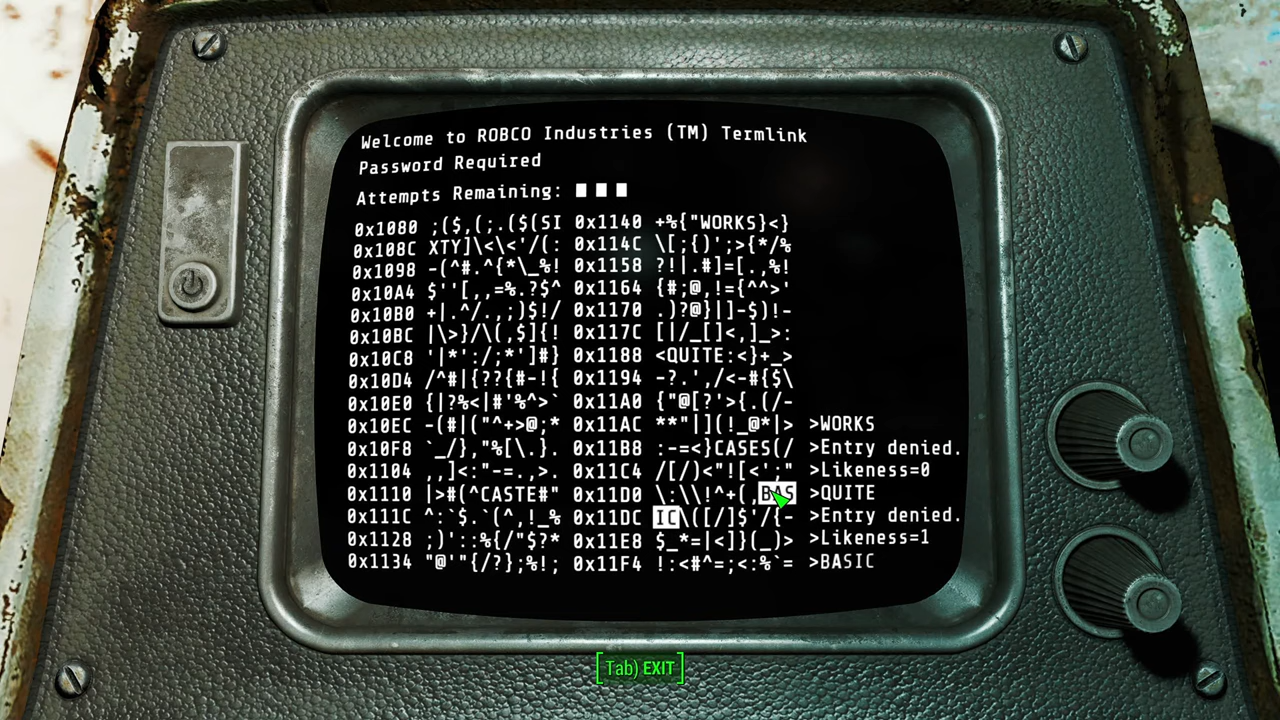 Welcome to ROBCO Industries (TM) Termlink
Password Required
Attempts Remaining: ■ ■ ■
0x1080 ;($,(;.($(SI 0x1140 +%{"WORKS}<}
0x108C XTY]\<\<'/(: 0x114C \[;{)';>{*/%
0x1098 -(^#.^{*\_%! 0x1158 ?!|.#]=[.,%!
0x10A4 $''[,,=%.?$^ 0x1164 {#;@,!={^^>'
0x10B0 +|.^/.,;)$!/ 0x1170 .)?@}|]-$)!-
0x10BC |\>}/\(,$]{! 0x117C [|/_[]<,]_>:
0x10C8 '|*':/;*']#} 0x1188 <QUITE:<}+_>
0x10D4 /^#|{??{#-!{ 0x1194 -?.',/<-#{$\
0x10E0 {|?%<|#'%^>` 0x11A0 {"@[?'>{.(/-
0x10EC -(#|("^+>@;* 0x11AC **"|](!_@*|> >WORKS
0x10F8 `_/},"%[\.}. 0x11B8 :-=<}CASES(/ >Entry denied.
0x1104 ,,]<:"-=.,>. 0x11C4 /[/)<"![<';" >Likeness=0
0x1110 |>#(^CASTE#" 0x11D0 \:\\!^+(,BAS >QUITE
0x111C ^:`$.`(^,!_% 0x11DC IC\([/]$'/{- >Entry denied.
0x1128 ;)'::%{/"$?* 0x11E8 $_*=|<]}(_)> >Likeness=1
0x1134 "@'"{/?};%!; 0x11F4 !:<#^=;<:%`= >BASIC
[Tab) EXIT]